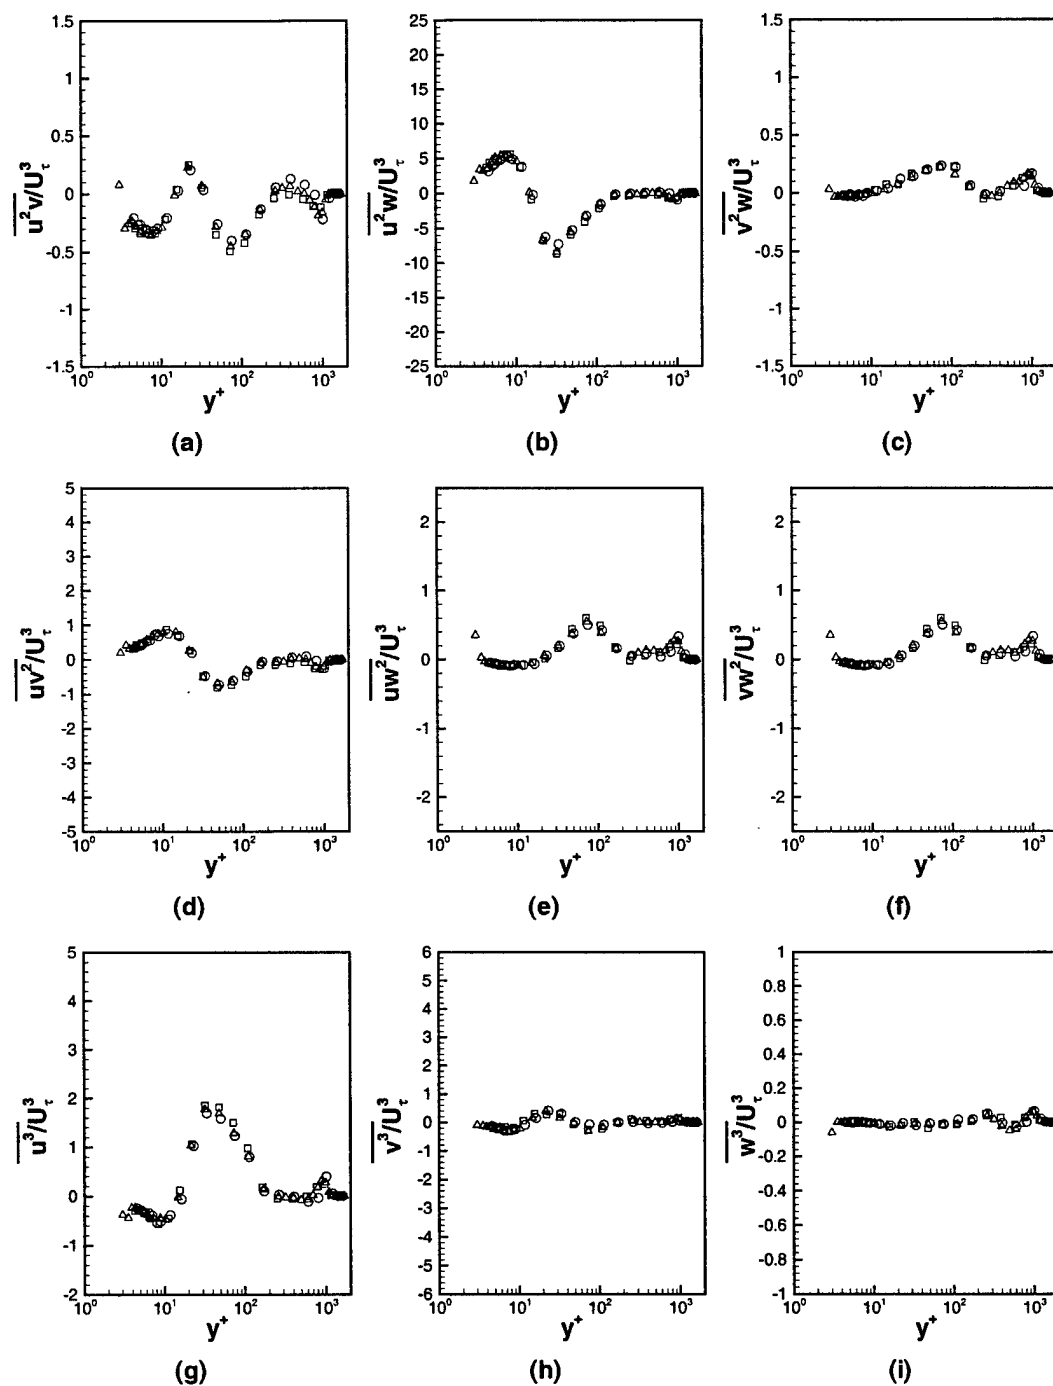 1.5 1 0.5 0 -0.5 -1 -1.5
u²v/U³τ
10⁰ 10¹ 10² 10³
y⁺
(a)
25 20 15 10 5 0 -5 -10 -15 -20 -25
u²w/U³τ
10⁰ 10¹ 10² 10³
y⁺
(b)
1.5 1 0.5 0 -0.5 -1 -1.5
v²w/U³τ
10⁰ 10¹ 10² 10³
y⁺
(c)
5 4 3 2 1 0 -1 -2 -3 -4 -5
uv²/U³τ
10⁰ 10¹ 10² 10³
y⁺
(d)
2 1 0 -1 -2
uw²/U³τ
10⁰ 10¹ 10² 10³
y⁺
(e)
2 1 0 -1 -2
vw²/U³τ
10⁰ 10¹ 10² 10³
y⁺
(f)
5 4 3 2 1 0 -1 -2
u³/U³τ
10⁰ 10¹ 10² 10³
y⁺
(g)
6 5 4 3 2 1 0 -1 -2 -3 -4 -5 -6
v³/U³τ
10⁰ 10¹ 10² 10³
y⁺
(h)
1 0.8 0.6 0.4 0.2 0 -0.2 -0.4 -0.6 -0.8 -1
w³/U³τ
10⁰ 10¹ 10² 10³
y⁺
(i)